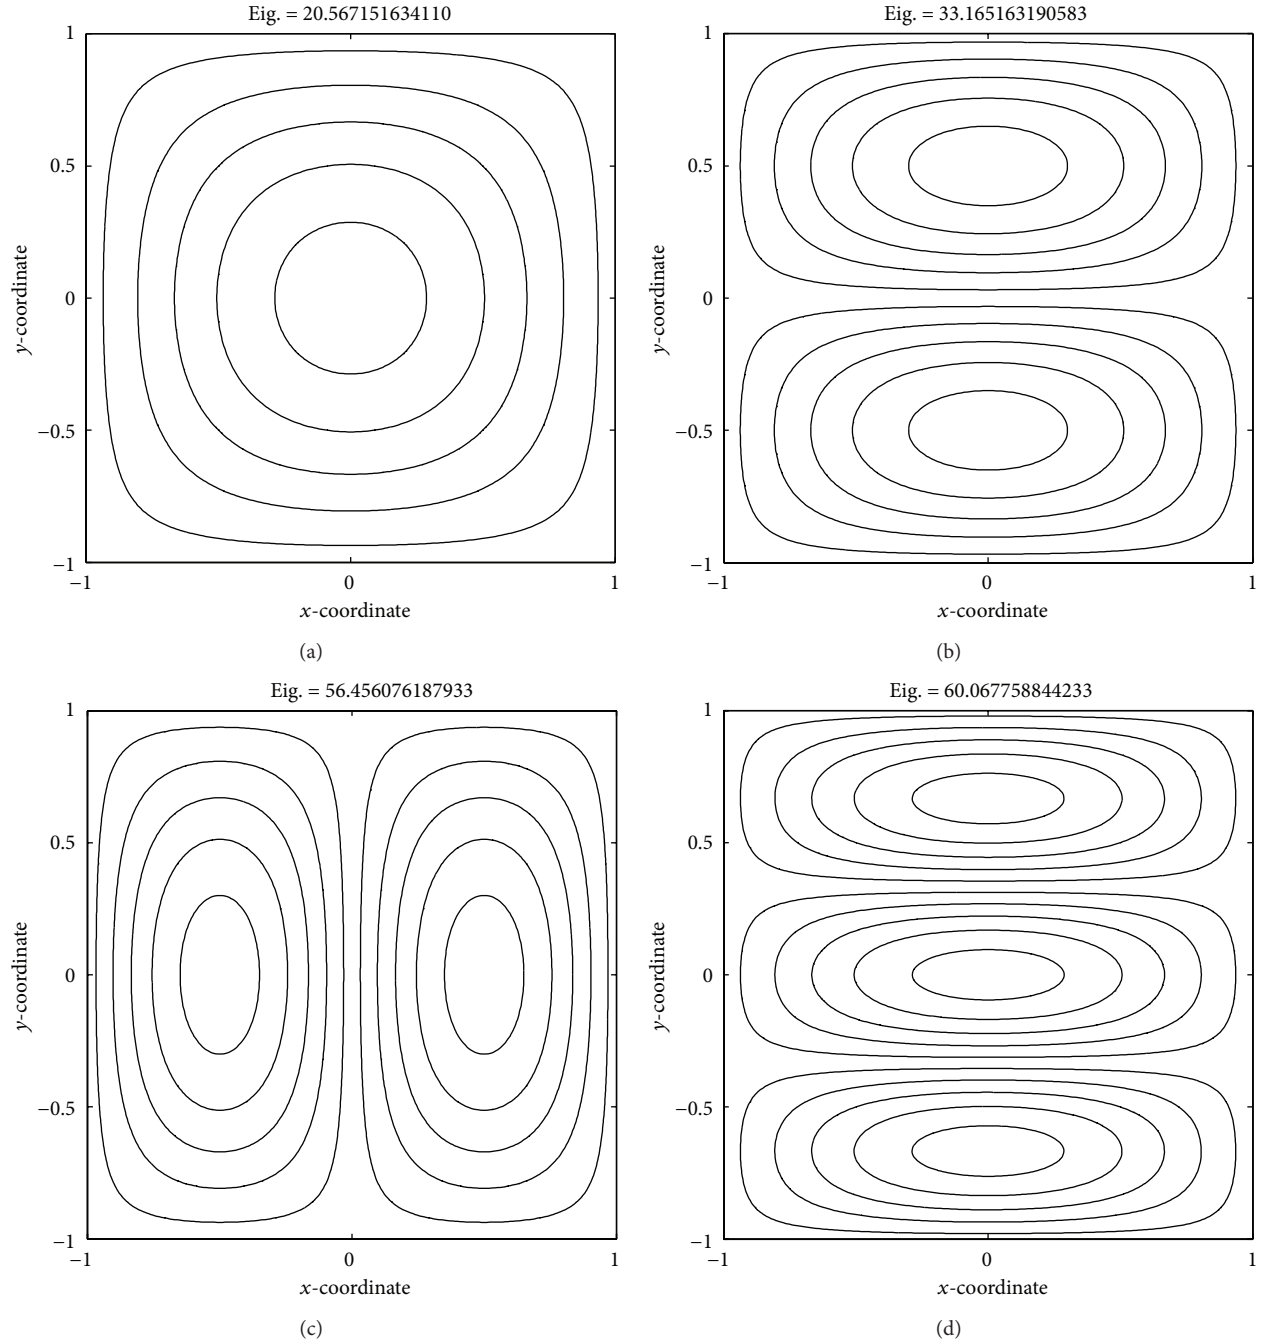 Eig. = 20.567151634110
1
0.5
0
−0.5
−1
y-coordinate
−1 0 1
x-coordinate
(a)
Eig. = 33.165163190583
1
0.5
0
−0.5
−1
y-coordinate
−1 0 1
x-coordinate
(b)
Eig. = 56.456076187933
1
0.5
0
−0.5
−1
y-coordinate
−1 0 1
x-coordinate
(c)
Eig. = 60.067758844233
1
0.5
0
−0.5
−1
y-coordinate
−1 0 1
x-coordinate
(d)